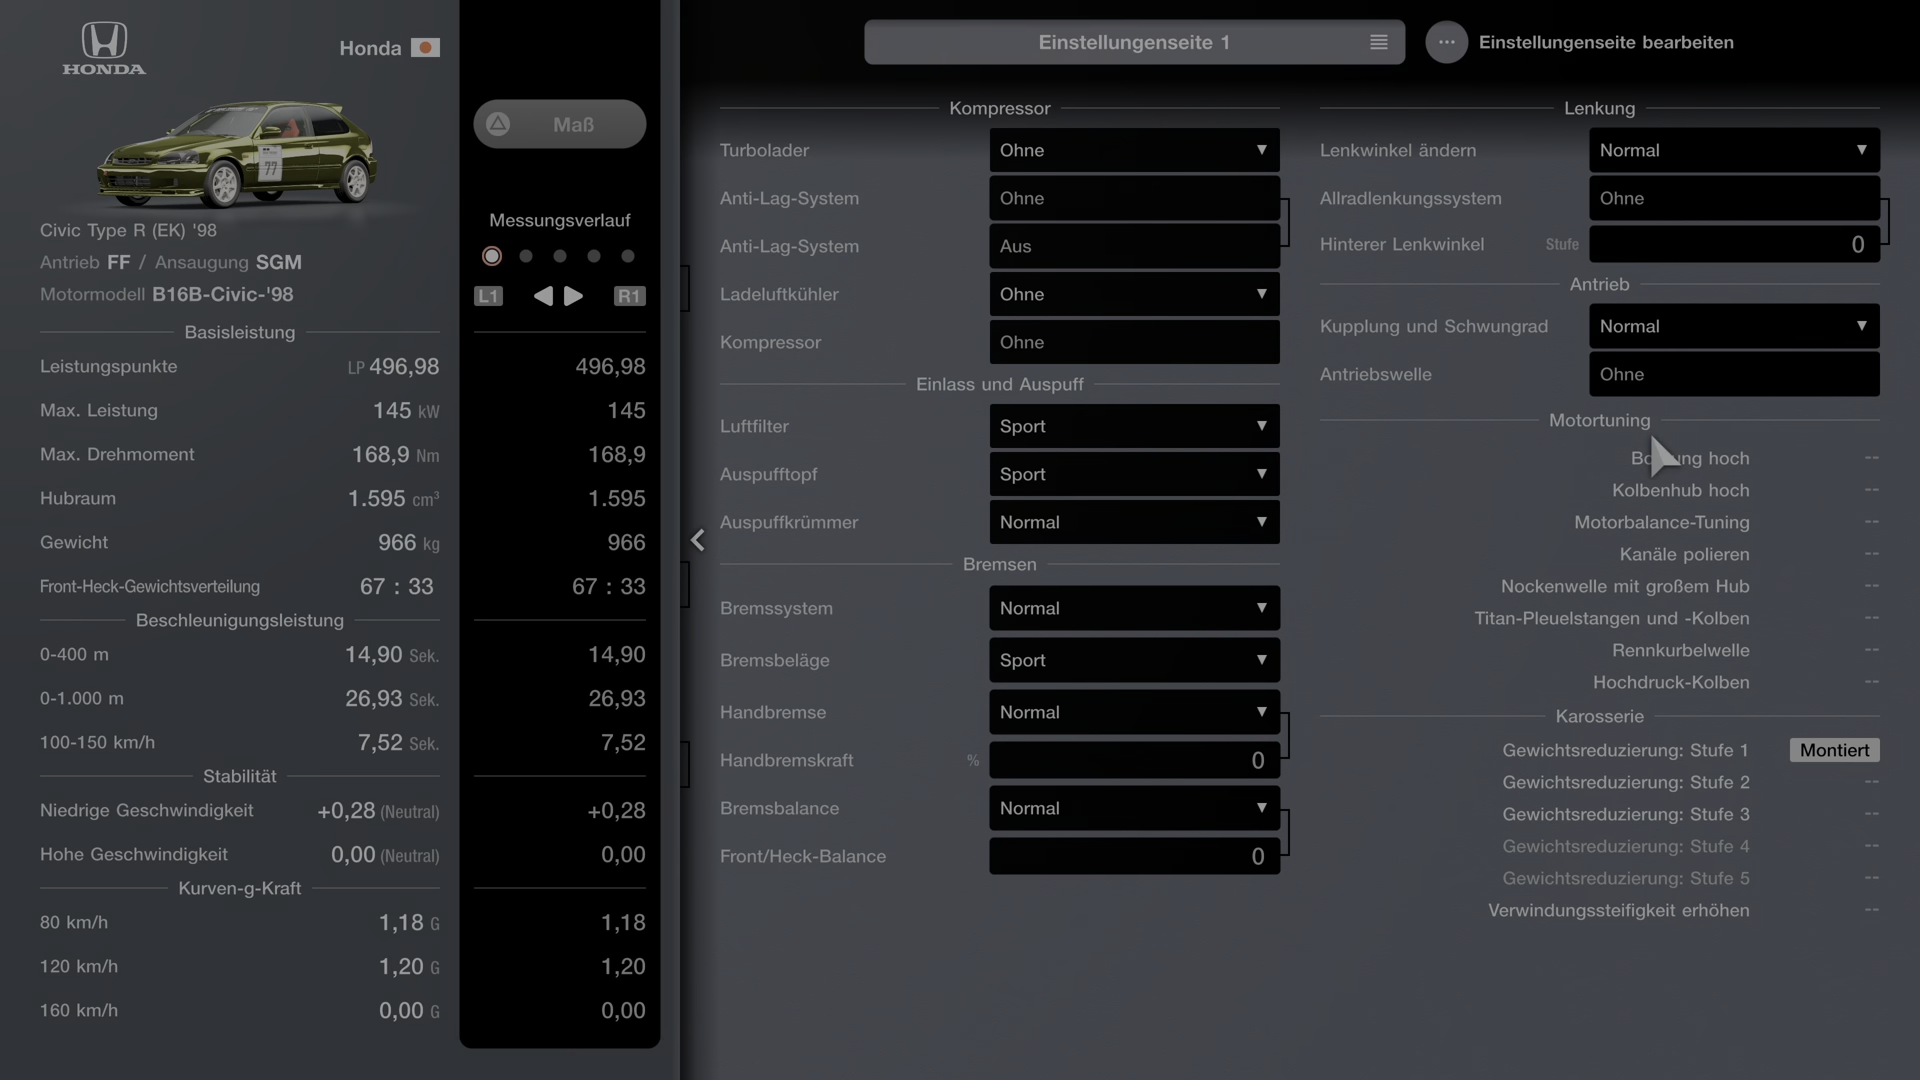 HONDA
Honda
77
Civic Type R (EK) '98
Antrieb FF / Ansaugung SGM
Motormodell B16B-Civic-'98
Basisleistung
Leistungspunkte LP 496,98
Max. Leistung 145 kW
Max. Drehmoment 168,9 Nm
Hubraum 1.595 cm³
Gewicht 966 kg
Front-Heck-Gewichtsverteilung 67 : 33
Beschleunigungsleistung
0-400 m 14,90 Sek.
0-1.000 m 26,93 Sek.
100-150 km/h 7,52 Sek.
Stabilität
Niedrige Geschwindigkeit +0,28 (Neutral)
Hohe Geschwindigkeit 0,00 (Neutral)
Kurven-g-Kraft
80 km/h 1,18 G
120 km/h 1,20 G
160 km/h 0,00 G
Maß
Messungsverlauf
L1 R1
496,98
145
168,9
1.595
966
67 : 33
14,90
26,93
7,52
+0,28
0,00
1,18
1,20
0,00
Einstellungenseite 1
Einstellungenseite bearbeiten
Kompressor
Turbolader Ohne
Anti-Lag-System Ohne
Anti-Lag-System Aus
Ladeluftkühler Ohne
Kompressor Ohne
Einlass und Auspuff
Luftfilter Sport
Auspufftopf Sport
Auspuffkrümmer Normal
Bremsen
Bremssystem Normal
Bremsbeläge Sport
Handbremse Normal
Handbremskraft % 0
Bremsbalance Normal
Front/Heck-Balance 0
Lenkung
Lenkwinkel ändern Normal
Allradlenkungssystem Ohne
Hinterer Lenkwinkel Stufe 0
Antrieb
Kupplung und Schwungrad Normal
Antriebswelle Ohne
Motortuning
hoch --
Kolbenhub hoch --
Motorbalance-Tuning --
Kanäle polieren --
Nockenwelle mit großem Hub --
Titan-Pleuelstangen und -Kolben --
Rennkurbelwelle --
Hochdruck-Kolben --
Karosserie
Gewichtsreduzierung: Stufe 1 Montiert
Gewichtsreduzierung: Stufe 2 --
Gewichtsreduzierung: Stufe 3 --
Gewichtsreduzierung: Stufe 4 --
Gewichtsreduzierung: Stufe 5 --
Verwindungssteifigkeit erhöhen --